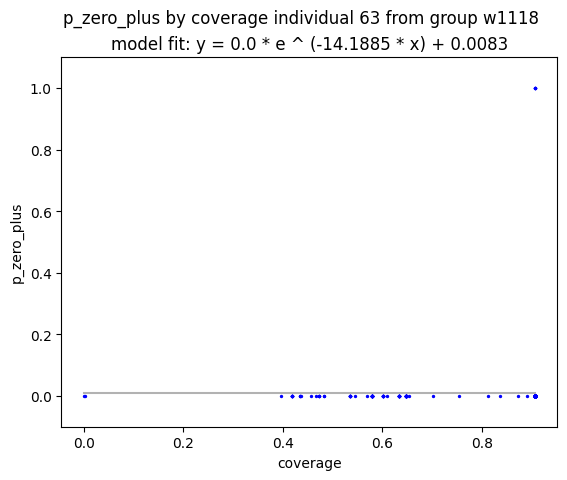 p_zero_plus by coverage individual 63 from group w1118
model fit: y = 0.0 * e ^ (-14.1885 * x) + 0.0083
1.0
0.8
0.6
0.4
0.2
0.0
p_zero_plus
0.0 0.2 0.4 0.6 0.8
coverage